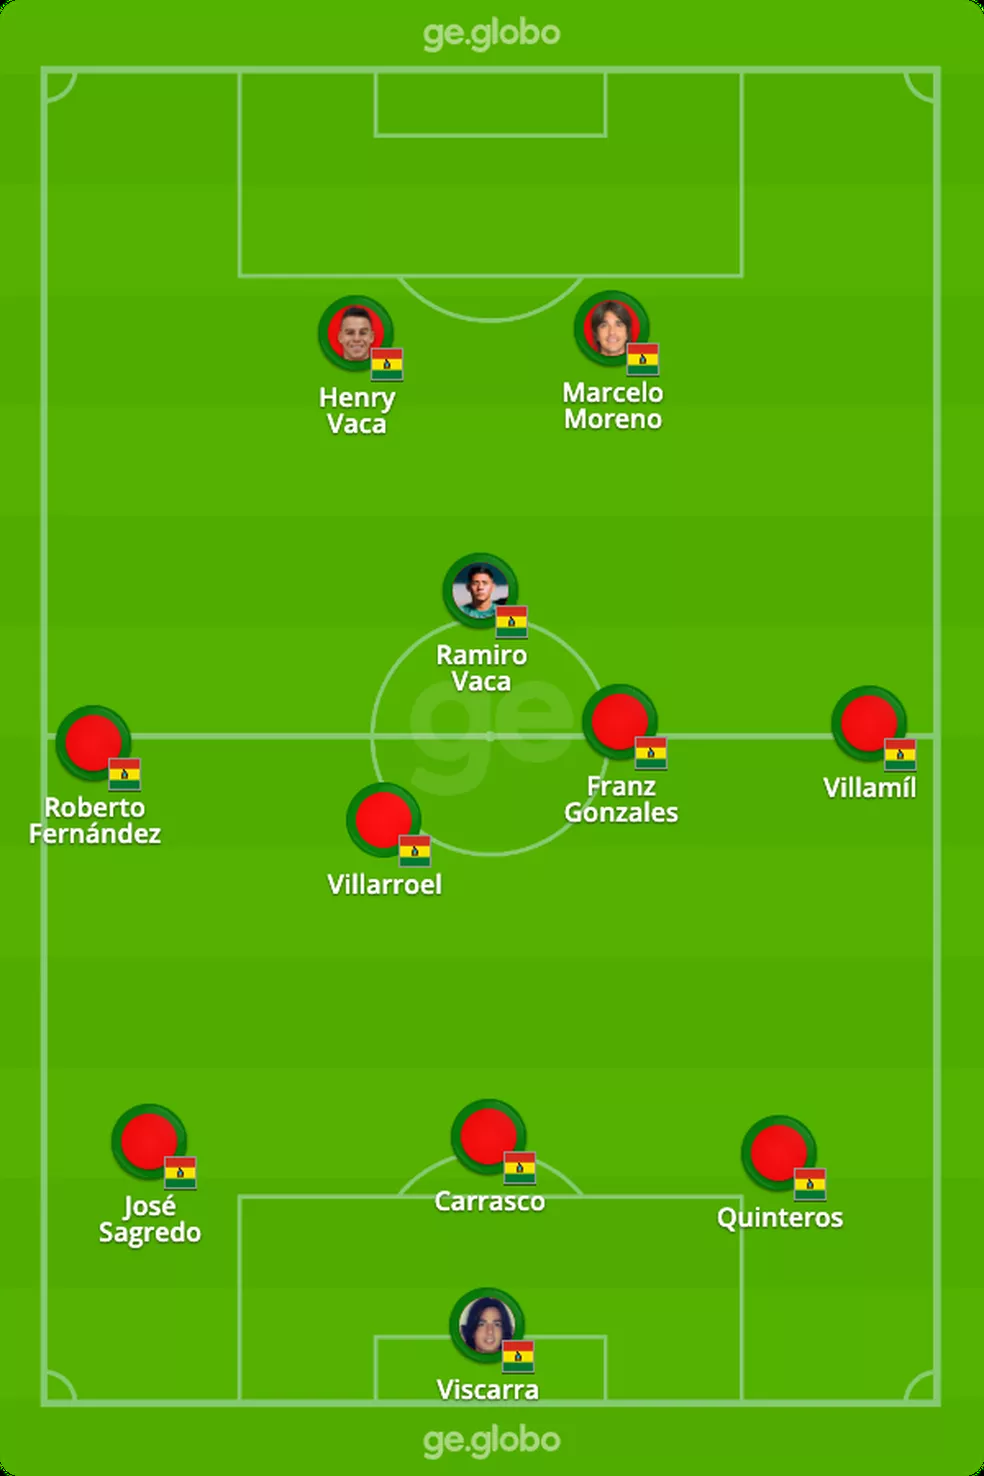 ge.globo
Henry
Vaca
Marcelo
Moreno
Ramiro
Vaca
ge
Roberto
Fernández
Villarroel
Franz
Gonzales
Villamíl
José
Sagredo
Carrasco
Quinteros
Viscarra
ge.globo